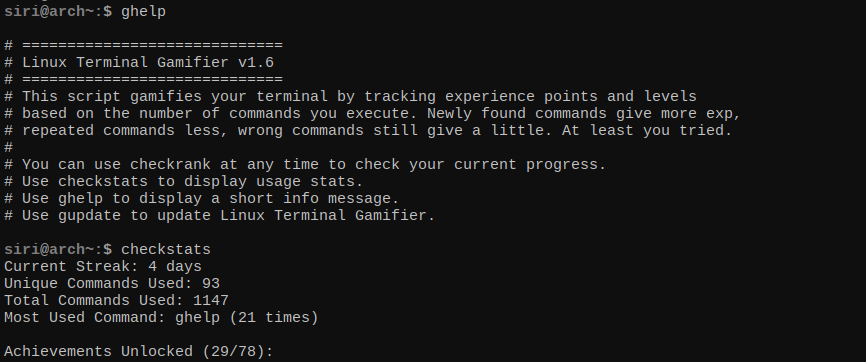 siri@arch~:$ ghelp
# =============================
# Linux Terminal Gamifier v1.6
# =============================
# This script gamifies your terminal by tracking experience points and levels
# based on the number of commands you execute. Newly found commands give more exp,
# repeated commands less, wrong commands still give a little. At least you tried.
#
# You can use checkrank at any time to check your current progress.
# Use checkstats to display usage stats.
# Use ghelp to display a short info message.
# Use gupdate to update Linux Terminal Gamifier.
siri@arch~:$ checkstats
Current Streak: 4 days
Unique Commands Used: 93
Total Commands Used: 1147
Most Used Command: ghelp (21 times)
Achievements Unlocked (29/78):